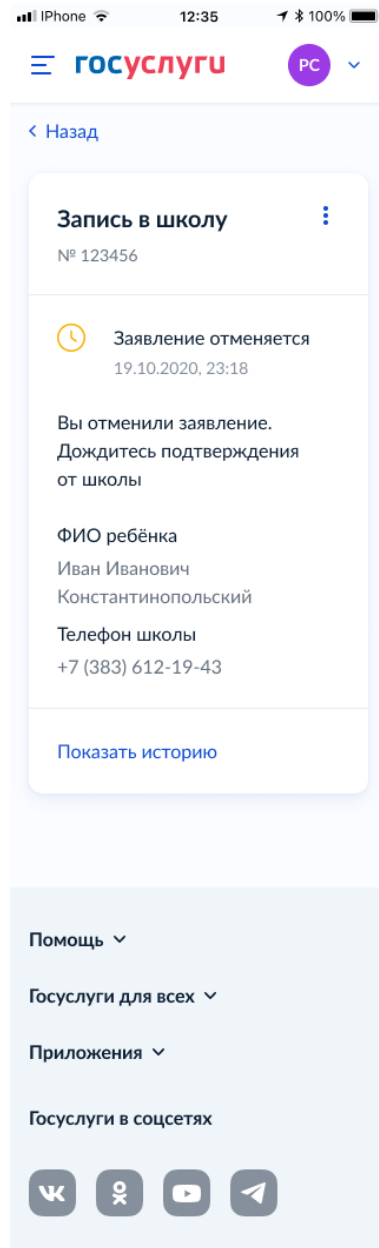 IPhone 12:35 100%
госуслуги РС
Назад
Запись в школу
№ 123456
Заявление отменяется
19.10.2020, 23:18
Вы отменили заявление.
Дождитесь подтверждения
от школы
ФИО ребёнка
Иван Иванович
Константинопольский
Телефон школы
+7 (383) 612-19-43
Показать историю
Помощь
Госуслуги для всех
Приложения
Госуслуги в соцсетях